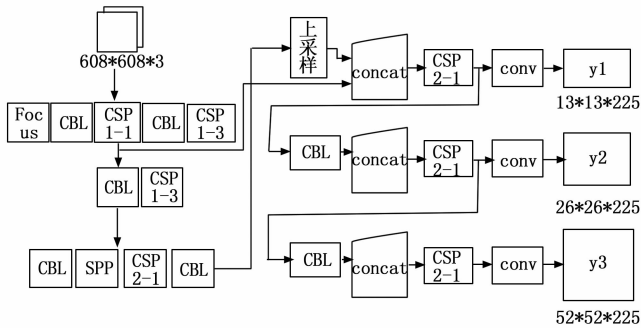 608*608*3
Foc
us
CBL
CSP
1-1
CBL
CSP
1-3
CBL
CSP
1-3
CBL
SPP
CSP
2-1
CBL
上
采
样
concat
CSP
2-1
conv
y1
13*13*225
CBL
concat
CSP
2-1
conv
y2
26*26*225
CBL
concat
CSP
2-1
conv
y3
52*52*225